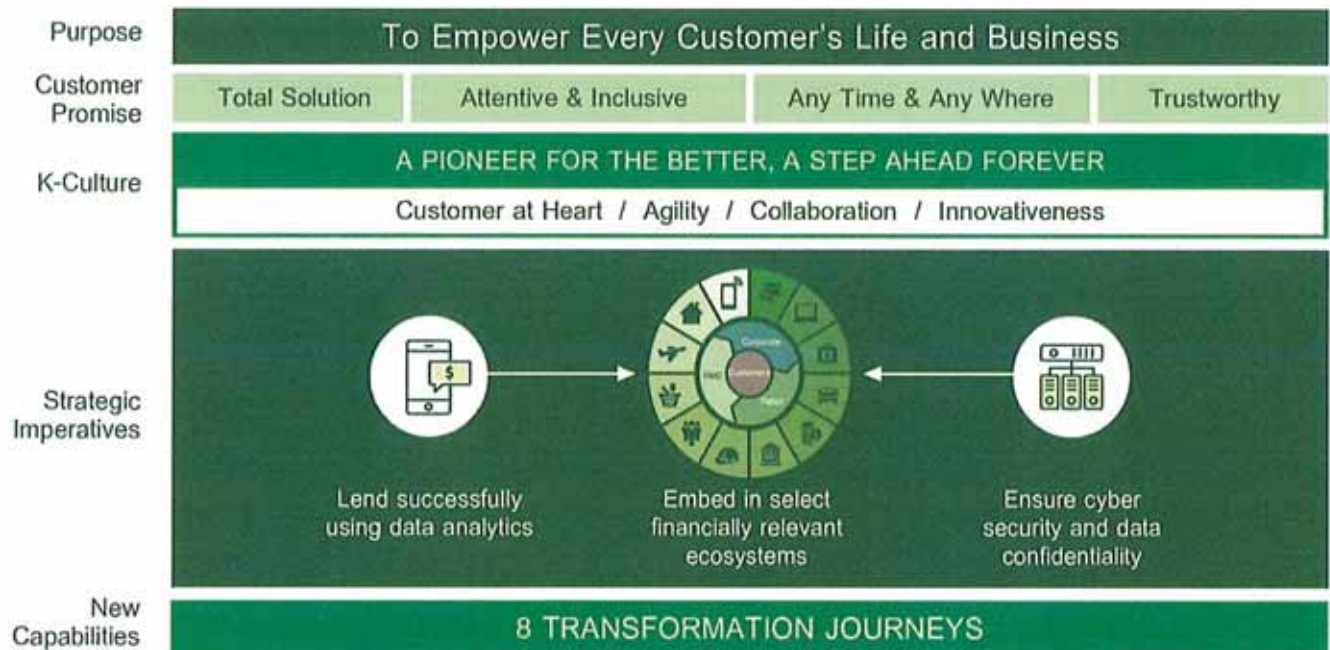 Purpose
To Empower Every Customer's Life and Business
Customer
Promise
Total Solution
Attentive & Inclusive
Any Time & Any Where
Trustworthy
K-Culture
A PIONEER FOR THE BETTER, A STEP AHEAD FOREVER
Customer at Heart / Agility / Collaboration / Innovativeness
Strategic
Imperatives
$
Corporate
Customers
Retail
Lend successfully
using data analytics
Embed in select
financially relevant
ecosystems
Ensure cyber
security and data
confidentiality
New
Capabilities
8 TRANSFORMATION JOURNEYS